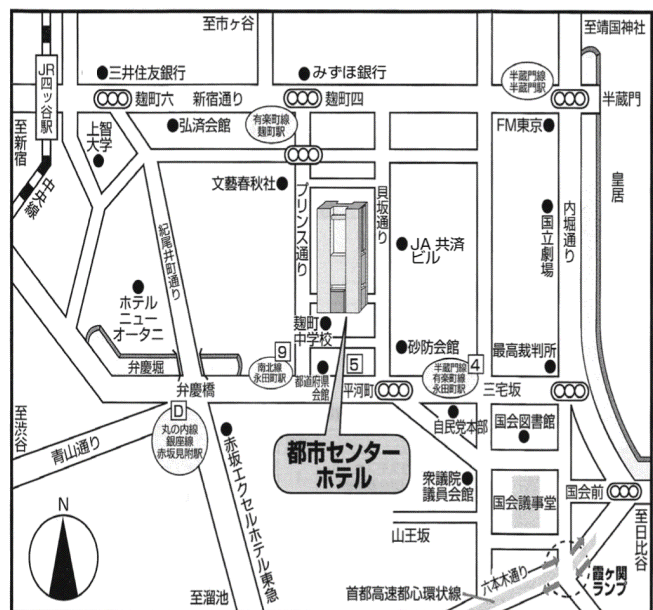 至市ヶ谷
至靖国神社
三井住友銀行
みずほ銀行
JR四ツ谷駅
麹町六
新宿通り
麹町四
半蔵門線
半蔵門駅
半蔵門
上智
大学
弘済会館
有楽町線
麹町駅
FM東京
至新宿
中央線
文藝春秋社
プリンス通り
貝坂通り
皇居
紀尾井町通り
JA 共済
ビル
国立劇場
内堀通り
ホテル
ニュー
オータニ
麹町
中学校
砂防会館
最高裁判所
弁慶堀
9
南北線
永田町駅
都道府県
会館
5
平河町
4
半蔵門線
有楽町線
永田町駅
三宅坂
弁慶橋
至渋谷
青山通り
D
丸の内線
銀座線
赤坂見附駅
赤坂エクセルホテル東急
自民党本部
国会図書館
都市センター
ホテル
衆議院
議員会館
国会議事堂
国会前
至日比谷
N
山王坂
六本木通り
霞ヶ関
ランプ
至溜池
首都高速都心環状線